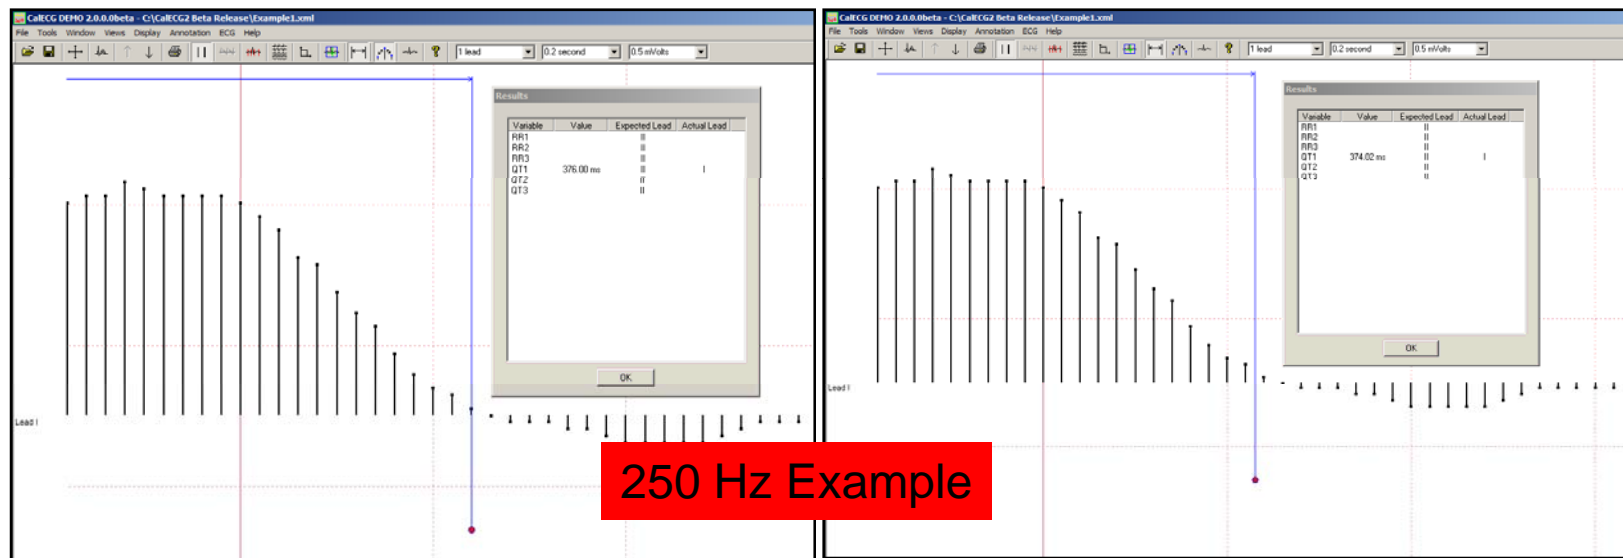 CalECG DEMO 2.0.0.0beta - C:\CalECG2 Beta Release\Example1.xml
File Tools Window Views Display Annotation ECG Help
1 lead 0.2 second 0.5 mVolts
Results
Variable Value Expected Lead Actual Lead
RR1 II
RR2 II
RR3 II
QT1 376.00 ms II I
QT2 II
QT3 II
OK
Lead I
CalECG DEMO 2.0.0.0beta - C:\CalECG2 Beta Release\Example1.xml
File Tools Window Views Display Annotation ECG Help
1 lead 0.2 second 0.5 mVolts
Results
Variable Value Expected Lead Actual Lead
RR1 II
RR2 II
RR3 II
QT1 374.02 ms II I
QT2 II
QT3 II
OK
Lead I
250 Hz Example